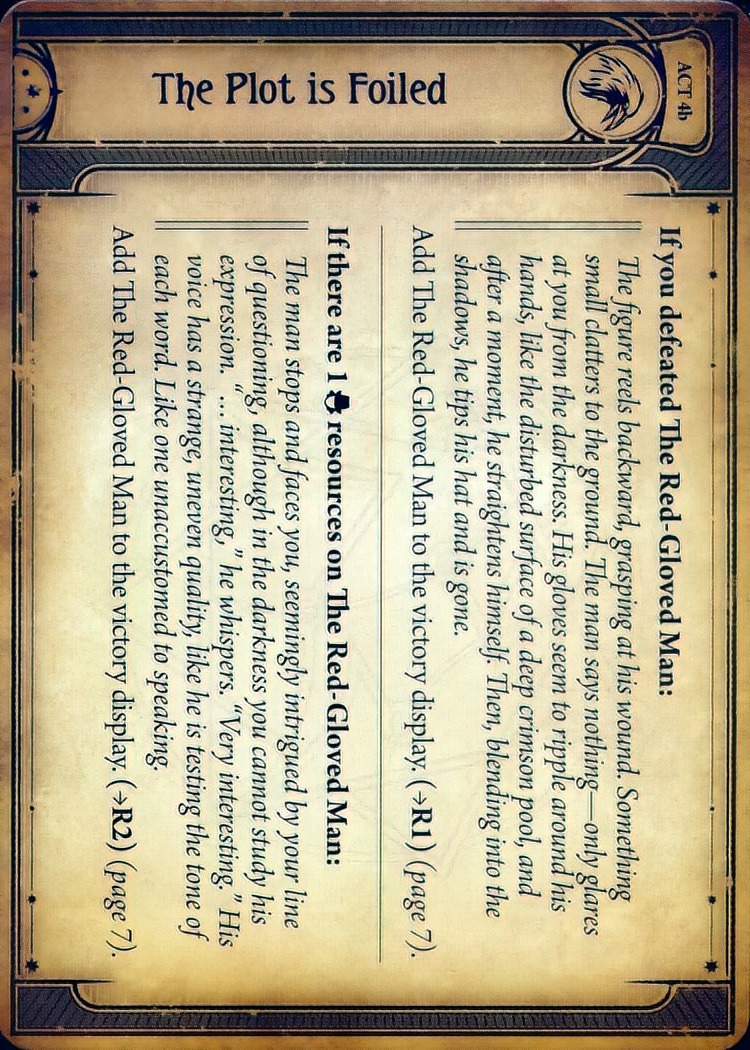 ACT 4b
The Plot is Foiled
If you defeated The Red-Gloved Man:
The figure reels backward, grasping at his wound. Something
small clatters to the ground. The man says nothing—only glares
at you from the darkness. His gloves seem to ripple around his
hands, like the disturbed surface of a deep crimson pool, and
after a moment, he straightens himself. Then, blending into the
shadows, he tips his hat and is gone.
Add The Red-Gloved Man to the victory display. (→R1) (page 7).
If there are 1 resources on The Red-Gloved Man:
The man stops and faces you, seemingly intrigued by your line
of questioning, although in the darkness you cannot study his
expression. “… interesting,” he whispers. “Very interesting.” His
voice has a strange, uneven quality, like he is testing the tone of
each word. Like one unaccustomed to speaking.
Add The Red-Gloved Man to the victory display. (→R2) (page 7).